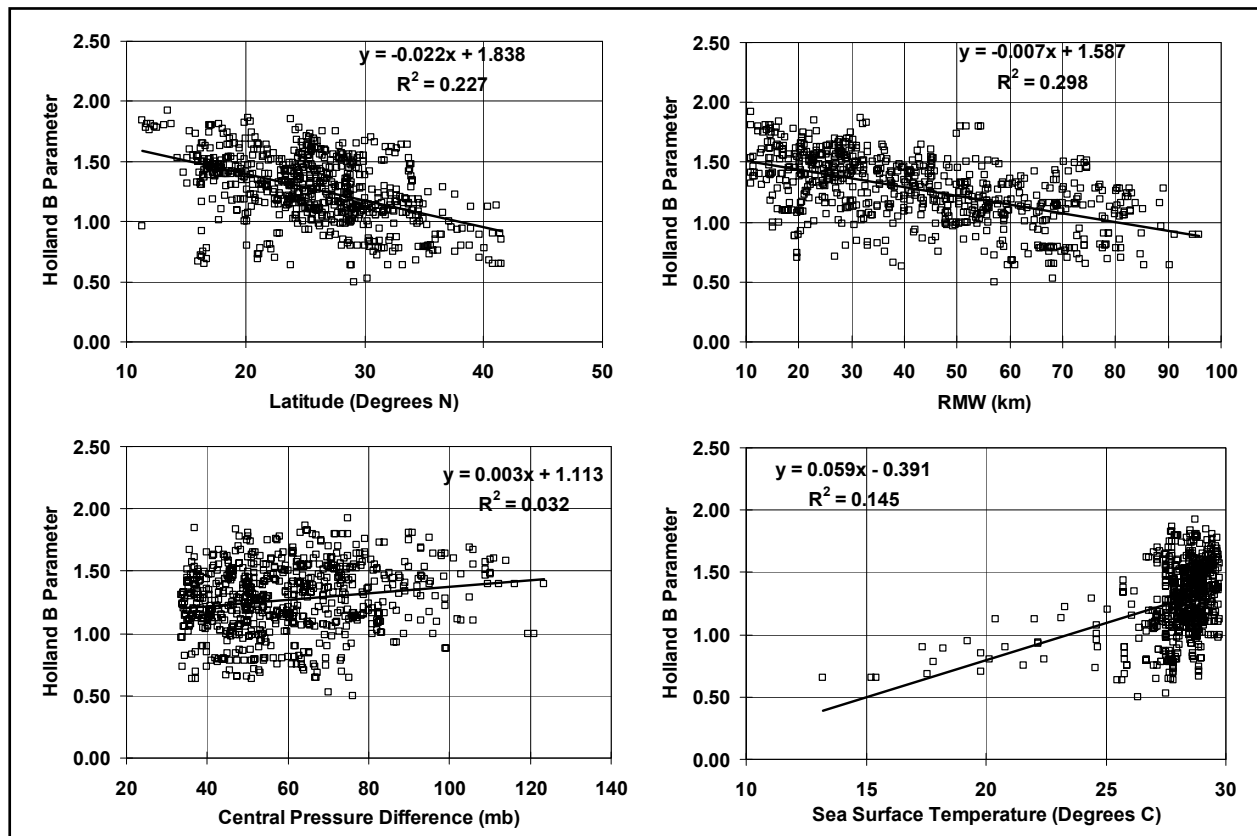 y = -0.022x + 1.838
R² = 0.227
2.50
2.00
1.50
1.00
0.50
0.00
Holland B Parameter
10 20 30 40 50
Latitude (Degrees N)
y = -0.007x + 1.587
R² = 0.298
2.50
2.00
1.50
1.00
0.50
0.00
Holland B Parameter
10 20 30 40 50 60 70 80 90 100
RMW (km)
y = 0.003x + 1.113
R² = 0.032
2.50
2.00
1.50
1.00
0.50
0.00
Holland B Parameter
20 40 60 80 100 120 140
Central Pressure Difference (mb)
y = 0.059x - 0.391
R² = 0.145
2.50
2.00
1.50
1.00
0.50
0.00
Holland B Parameter
10 15 20 25 30
Sea Surface Temperature (Degrees C)